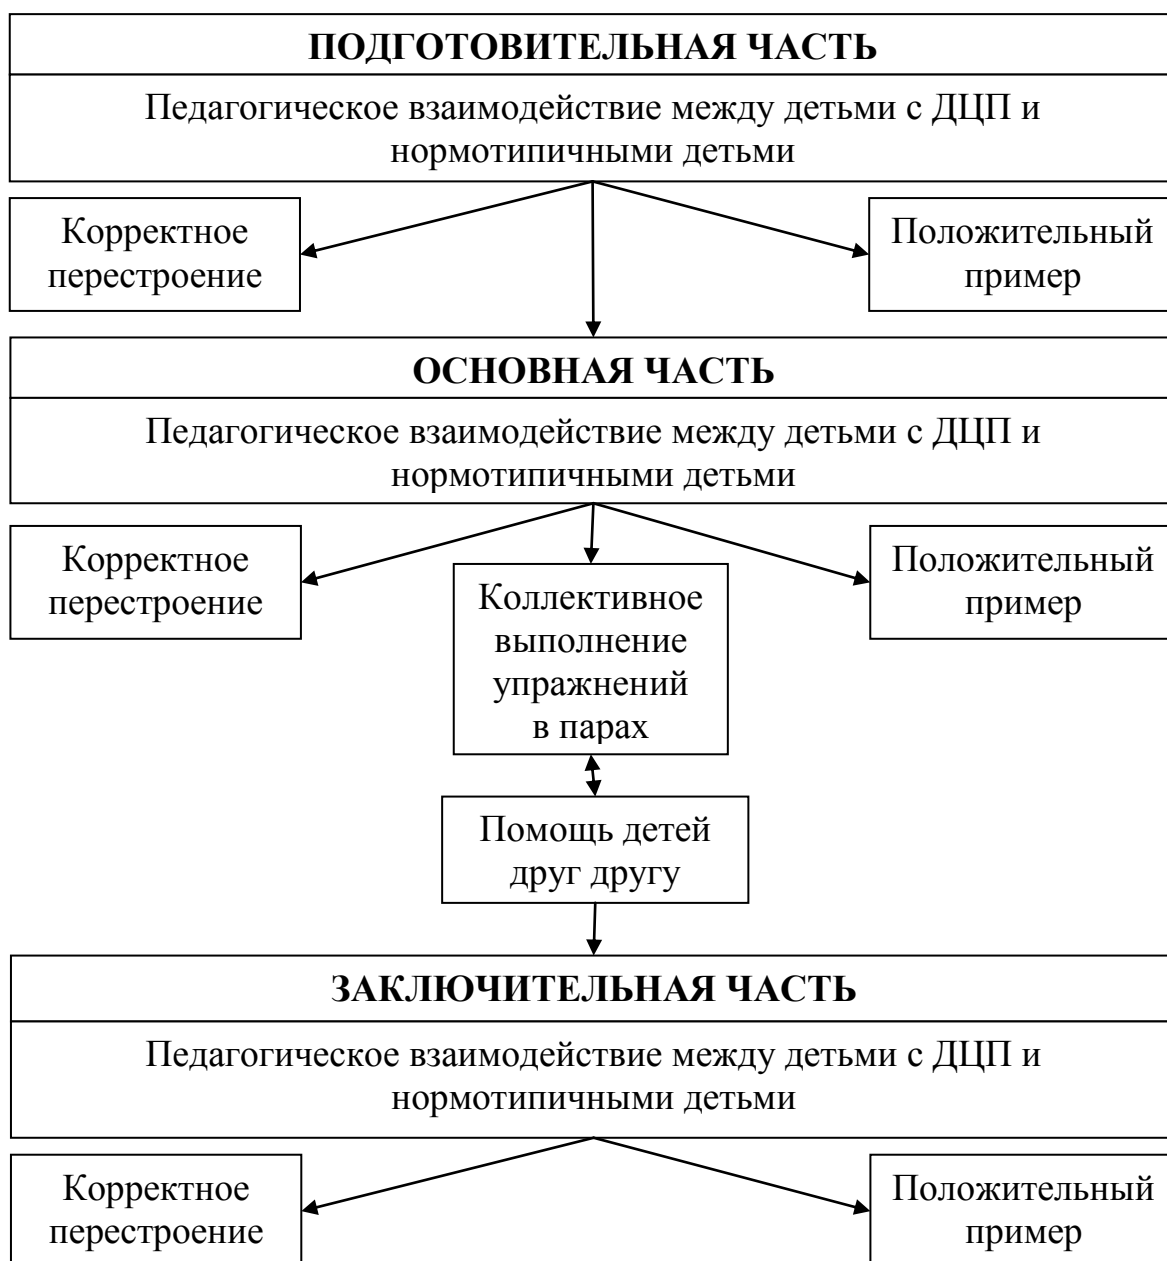 ПОДГОТОВИТЕЛЬНАЯ ЧАСТЬ
Педагогическое взаимодействие между детьми с ДЦП и
нормотипичными детьми
Корректное
перестроение
Положительный
пример
ОСНОВНАЯ ЧАСТЬ
Педагогическое взаимодействие между детьми с ДЦП и
нормотипичными детьми
Корректное
перестроение
Коллективное
выполнение
упражнений
в парах
Положительный
пример
Помощь детей
друг другу
ЗАКЛЮЧИТЕЛЬНАЯ ЧАСТЬ
Педагогическое взаимодействие между детьми с ДЦП и
нормотипичными детьми
Корректное
перестроение
Положительный
пример